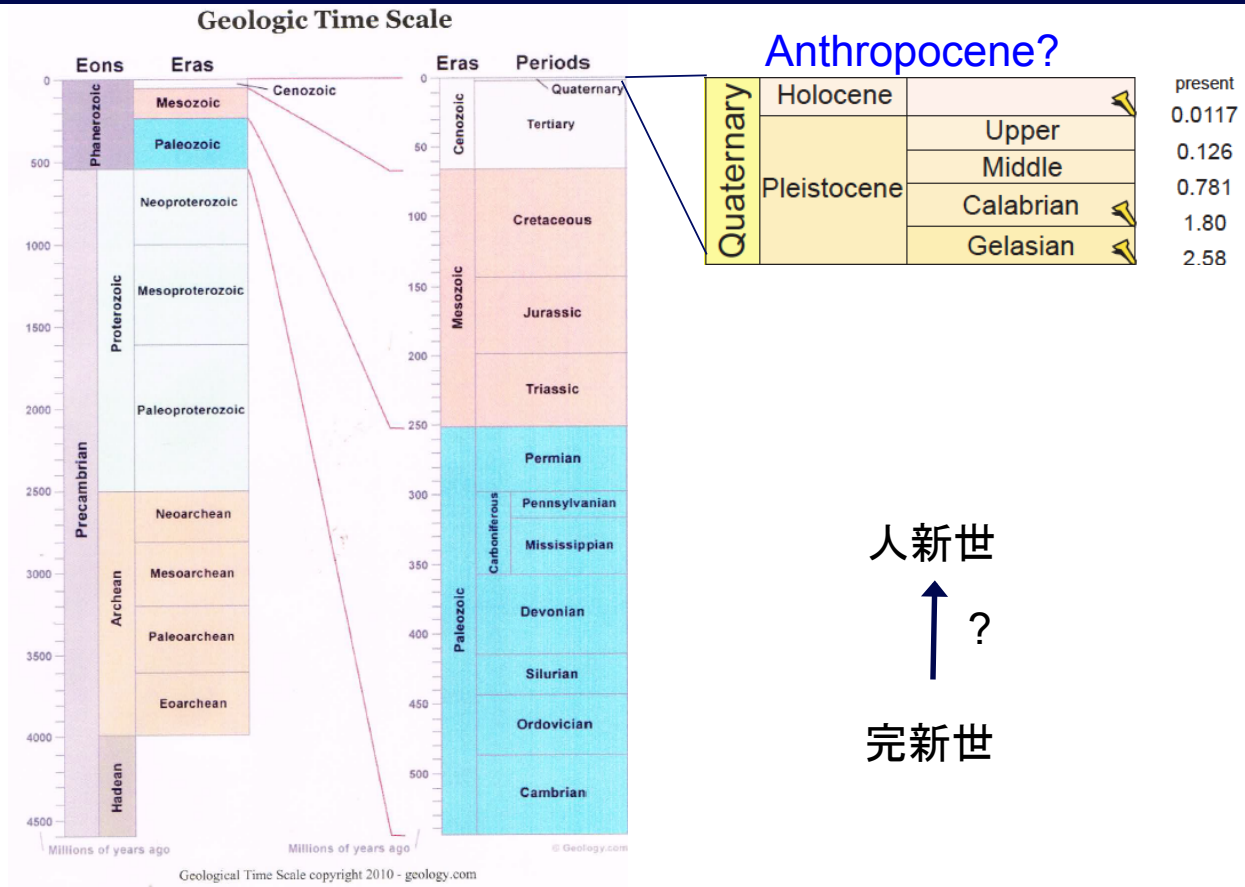 Geologic Time Scale
Eons Eras
0
500
1000
1500
2000
2500
3000
3500
4000
4500
Phanerozoic
Precambrian
Proterozoic
Archean
Hadean
Cenozoic
Mesozoic
Paleozoic
Neoproterozoic
Mesoproterozoic
Paleoproterozoic
Neoarchean
Mesoarchean
Paleoarchean
Eoarchean
Millions of years ago
Eras Periods
0
50
100
150
200
250
300
350
400
450
500
Cenozoic
Mesozoic
Paleozoic
Quaternary
Tertiary
Cretaceous
Jurassic
Triassic
Permian
Carboniferous
Pennsylvanian
Mississippian
Devonian
Silurian
Ordovician
Cambrian
Millions of years ago
© Geology.com
Geological Time Scale copyright 2010 - geology.com
Anthropocene?
Quaternary
Holocene
Pleistocene
Upper
Middle
Calabrian
Gelasian
present
0.0117
0.126
0.781
1.80
2.58
人新世
?
完新世